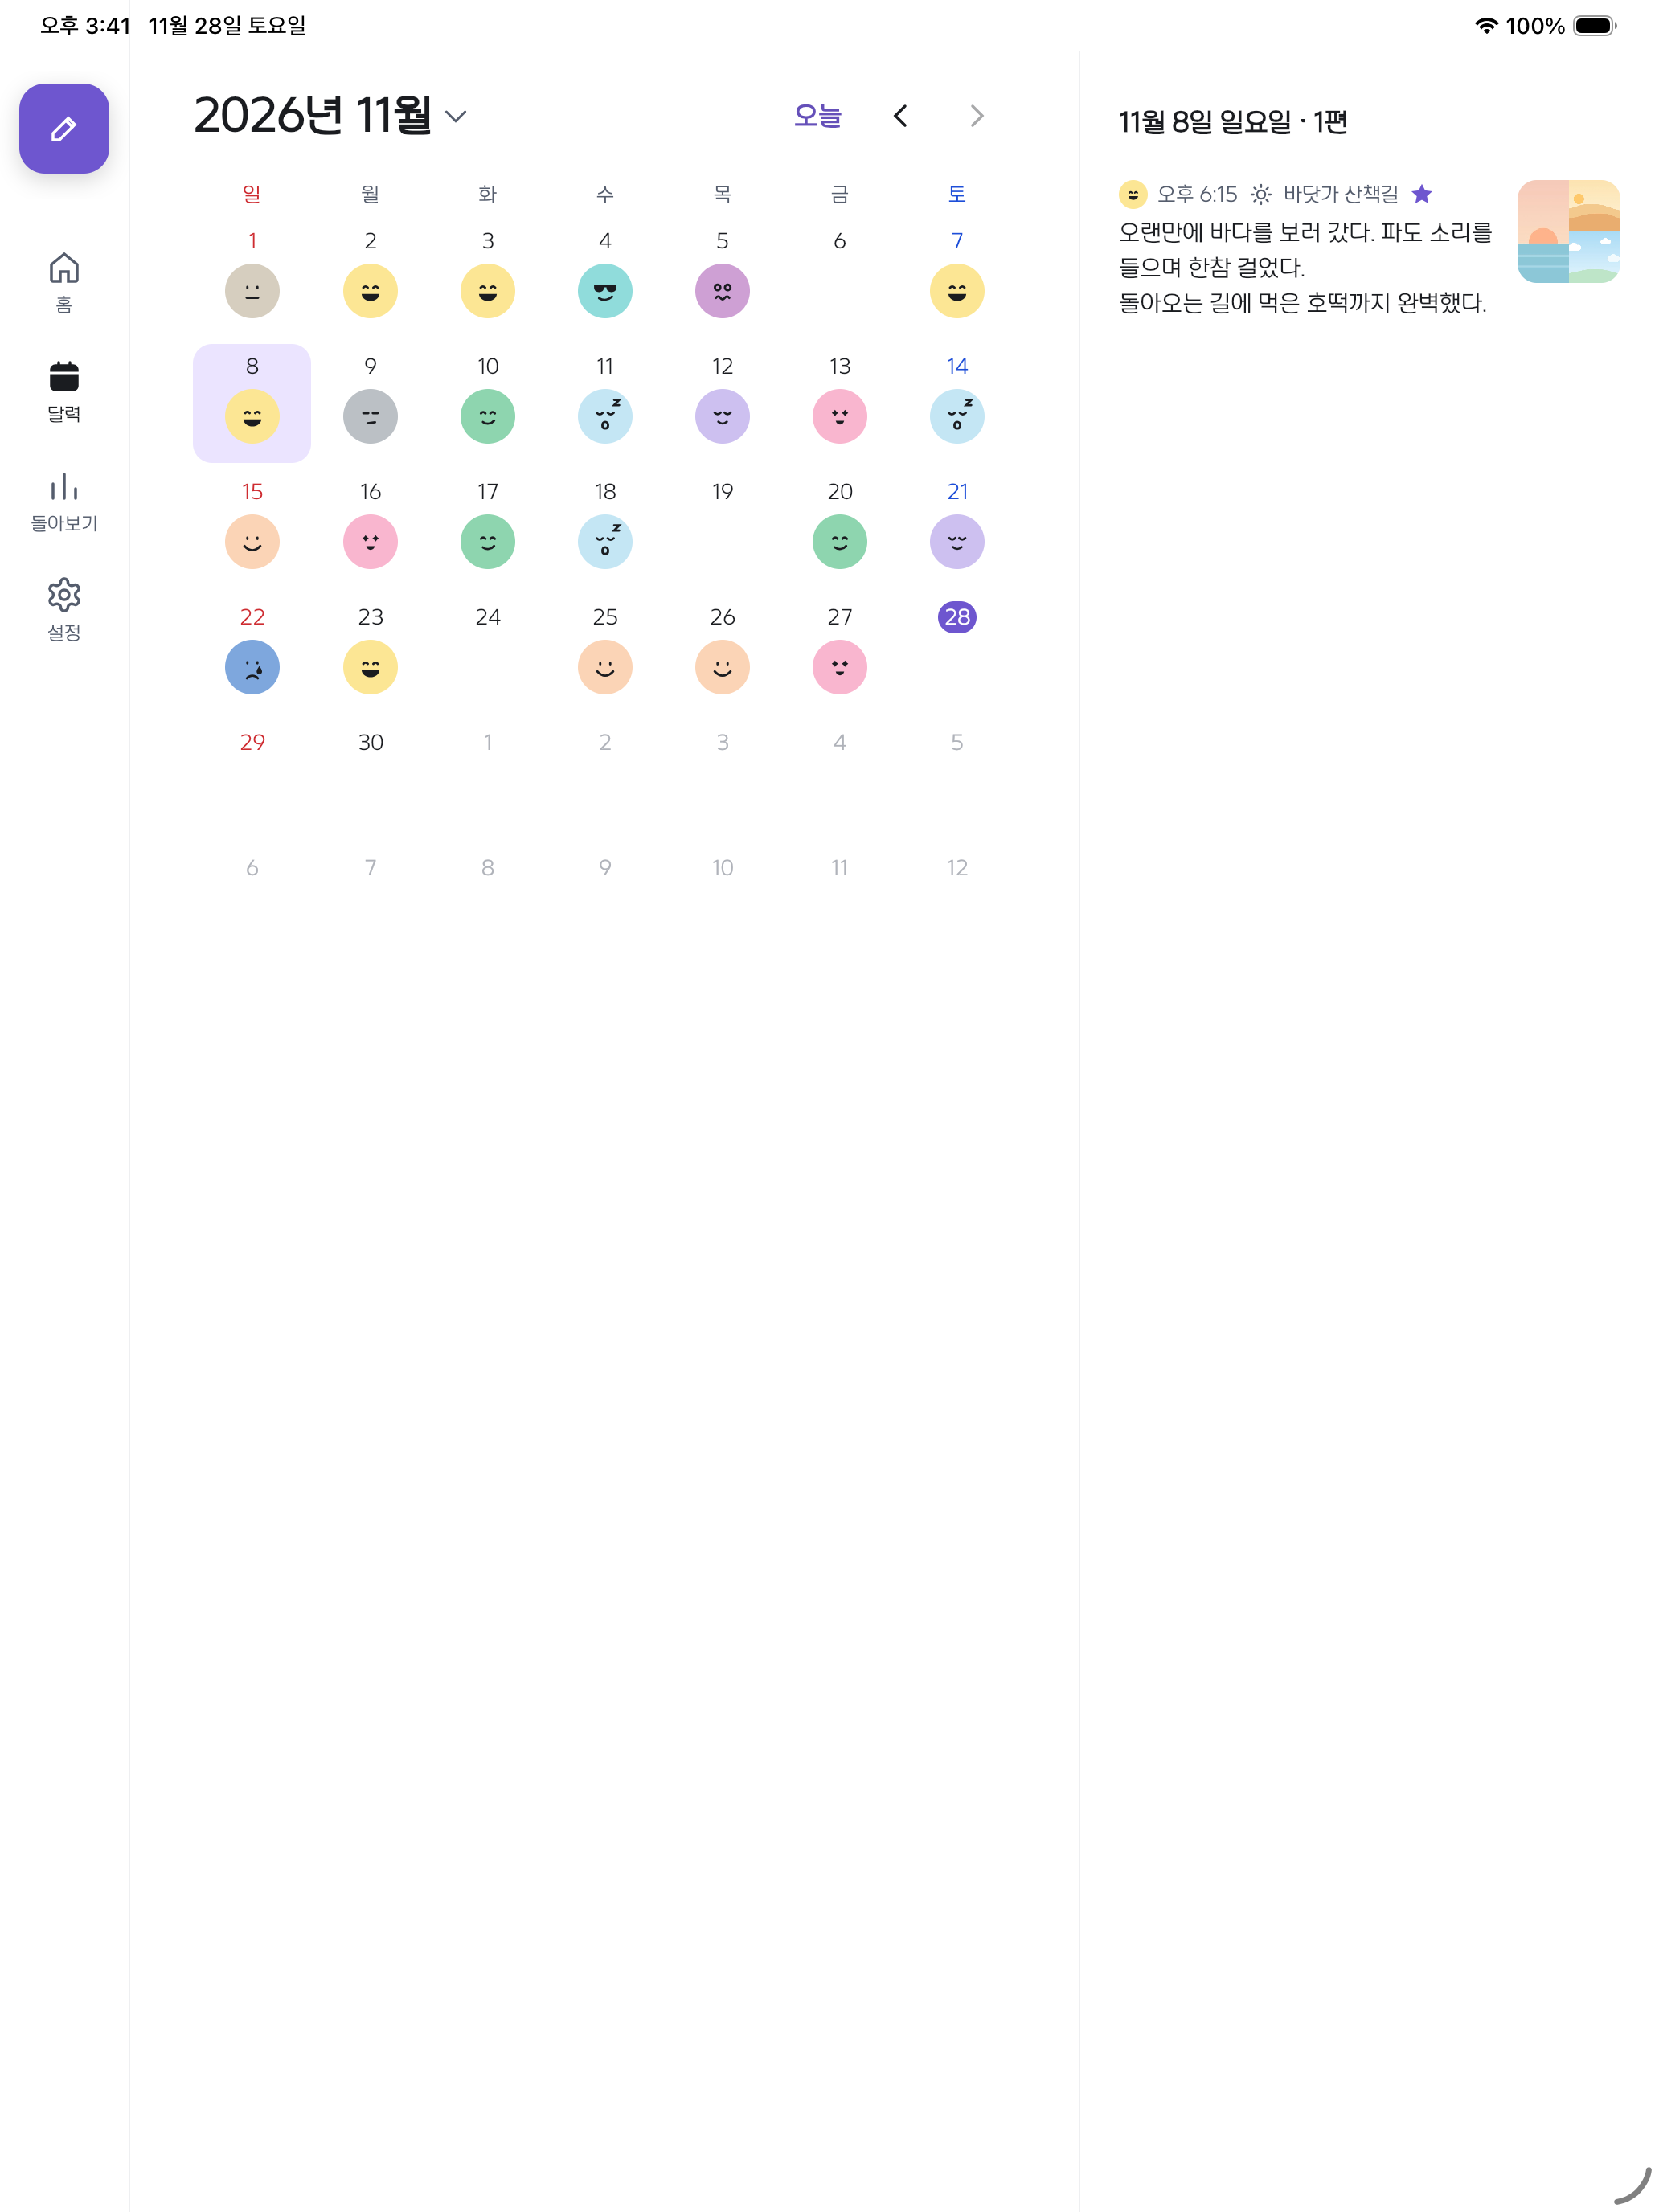 오후 3:41 11월 28일 토요일
100%
홈
달력
돌아보기
설정
2026년 11월
오늘
일 월 화 수 목 금 토
1 2 3 4 5 6 7
8 9 10 11 12 13 14
15 16 17 18 19 20 21
22 23 24 25 26 27 28
29 30 1 2 3 4 5
6 7 8 9 10 11 12
11월 8일 일요일 · 1편
오후 6:15 바닷가 산책길
오랜만에 바다를 보러 갔다. 파도 소리를
들으며 한참 걸었다.
돌아오는 길에 먹은 호떡까지 완벽했다.